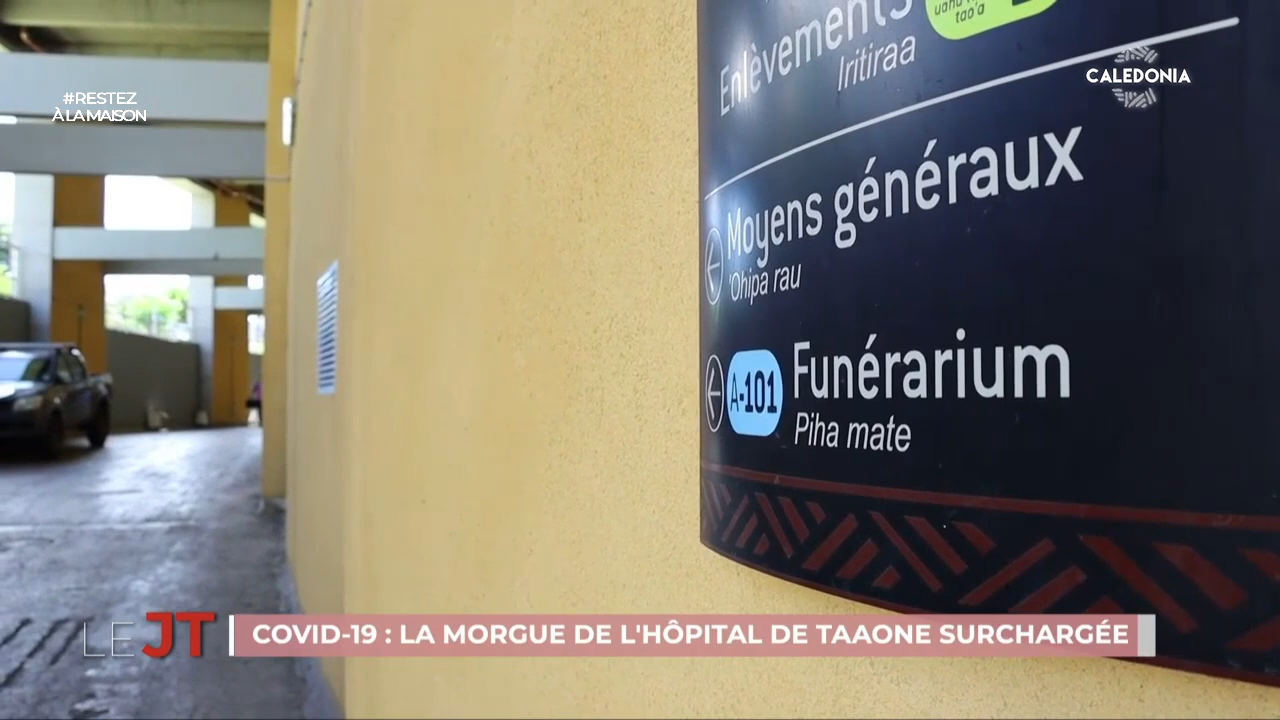 #RESTEZ
À LA MAISON
CALEDONIA
tao'a
Enlèvements
Iritiraa
Moyens généraux
'Ohipa rau
A-101
Funérarium
Piha mate
LE JT
COVID-19 : LA MORGUE DE L'HÔPITAL DE TAAONE SURCHARGÉE